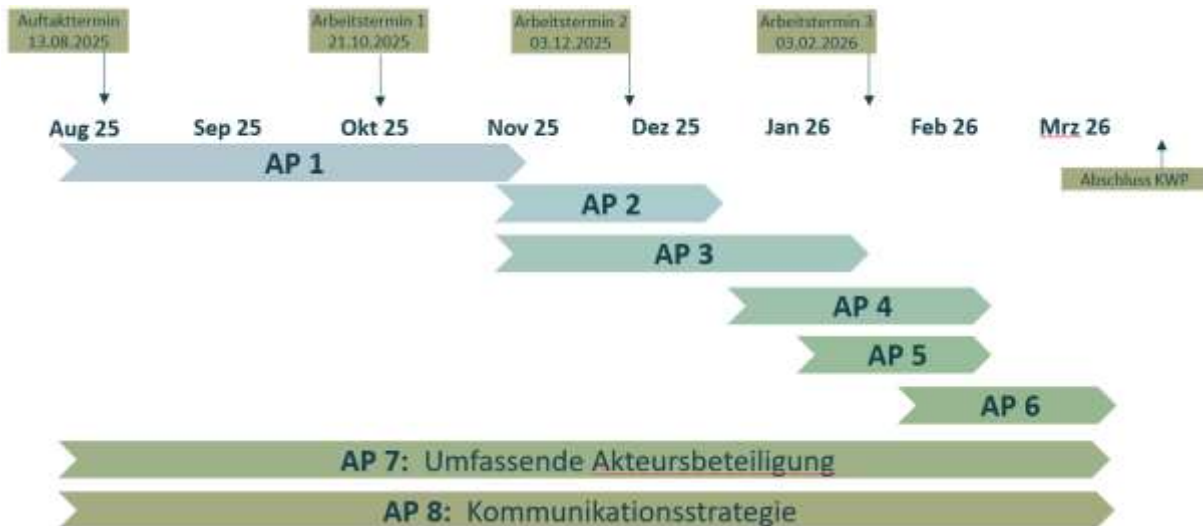 Auftakttermin
13.08.2025
Arbeitstermin 1
21.10.2025
Arbeitstermin 2
03.12.2025
Arbeitstermin 3
03.02.2026
Aug 25
Sep 25
Okt 25
Nov 25
Dez 25
Jan 26
Feb 26
Mrz 26
AP 1
Abschluss KWP
AP 2
AP 3
AP 4
AP 5
AP 6
AP 7: Umfassende Akteursbeteiligung
AP 8: Kommunikationsstrategie